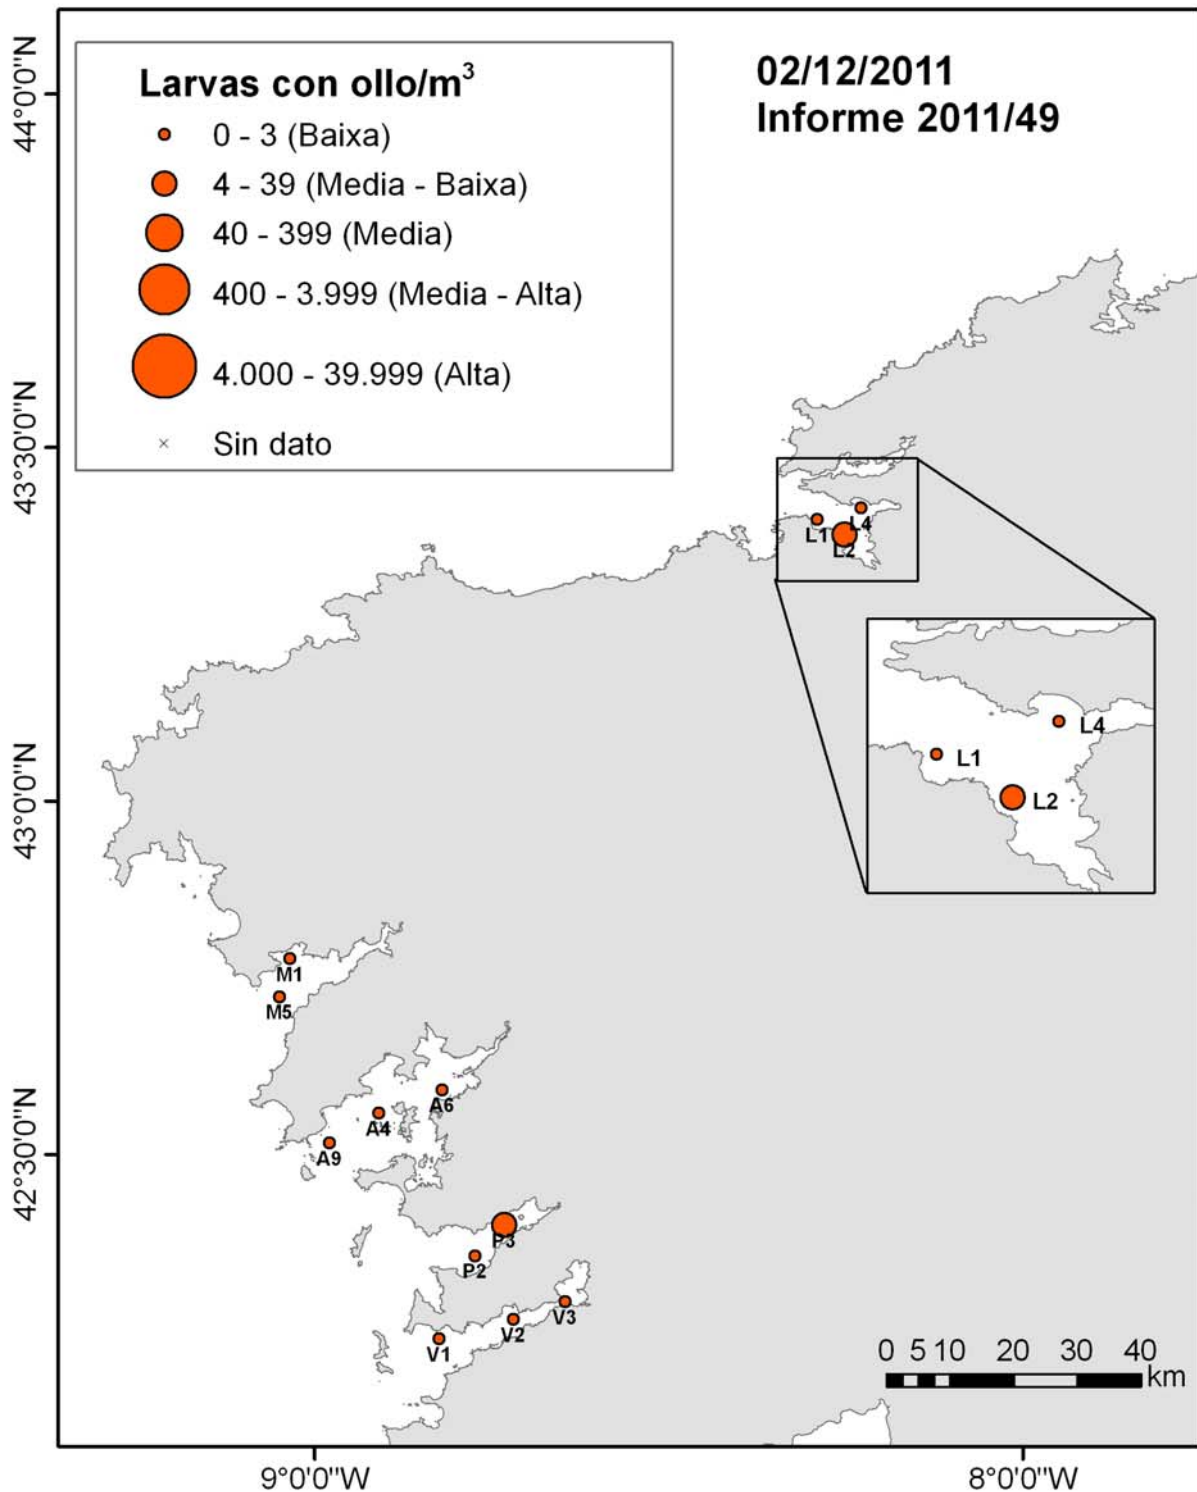 44°0'0"N
Larvas con ollo/m³
0 - 3 (Baixa)
4 - 39 (Media - Baixa)
40 - 399 (Media)
400 - 3.999 (Media - Alta)
4.000 - 39.999 (Alta)
Sin dato
02/12/2011
Informe 2011/49
43°30'0"N
L4
L1
L2
L4
L1
L2
43°0'0"N
M1
M5
A6
A4
A9
42°30'0"N
P3
P2
V3
V2
V1
0 5 10 20 30 40
km
9°0'0"W
8°0'0"W